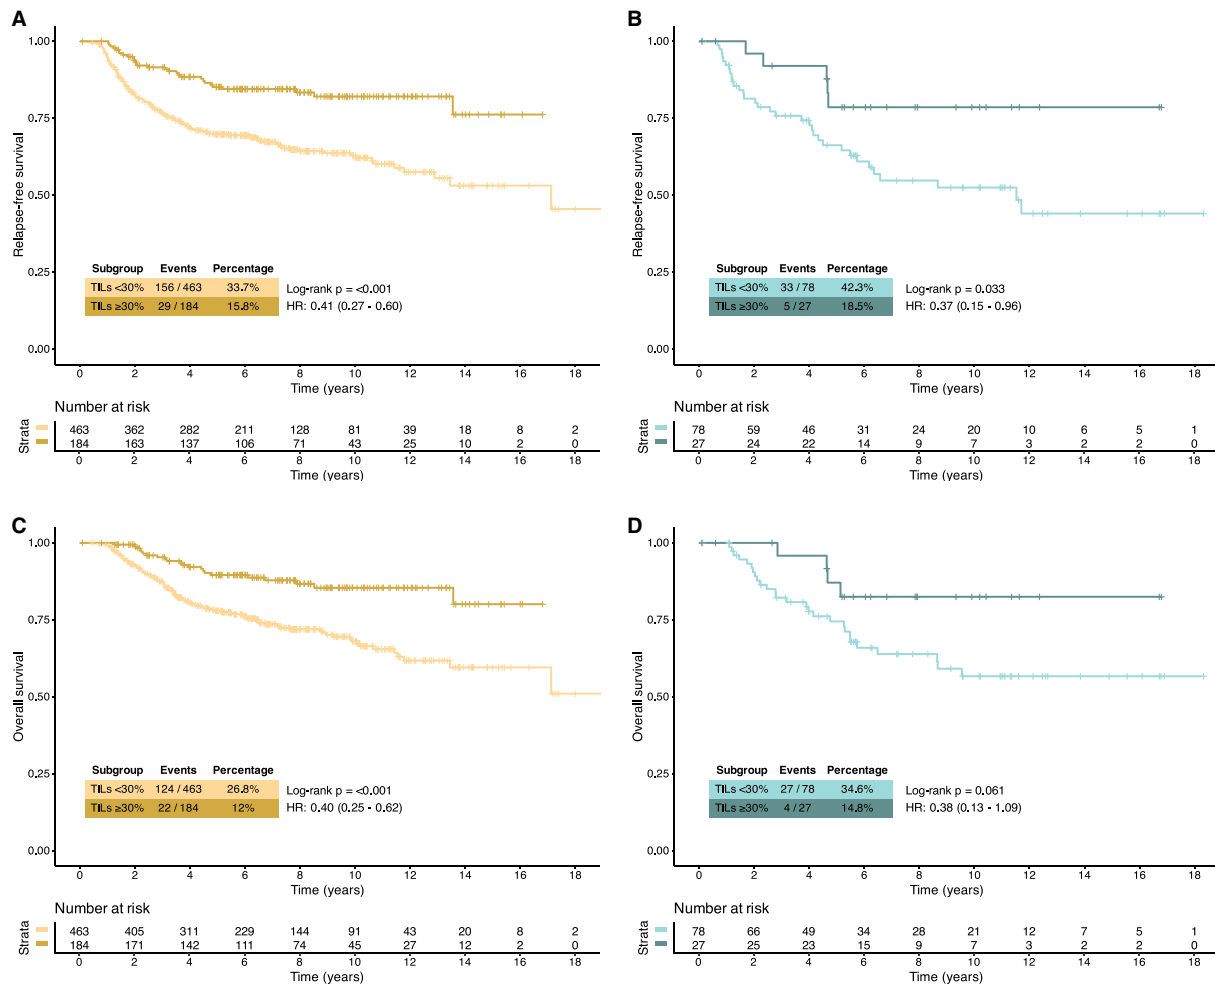 A
1.00
0.75
0.50
0.25
0.00
Relapse-free survival
Subgroup Events Percentage
TILs <30% 156 / 463 33.7%
TILs ≥30% 29 / 184 15.8%
Log-rank p = <0.001
HR: 0.41 (0.27 - 0.60)
0 2 4 6 8 10 12 14 16 18
Time (years)
Number at risk
Strata
463 362 282 211 128 81 39 18 8 2
184 163 137 106 71 43 25 10 2 0
0 2 4 6 8 10 12 14 16 18
Time (years)
B
1.00
0.75
0.50
0.25
0.00
Relapse-free survival
Subgroup Events Percentage
TILs <30% 33 / 78 42.3%
TILs ≥30% 5 / 27 18.5%
Log-rank p = 0.033
HR: 0.37 (0.15 - 0.96)
0 2 4 6 8 10 12 14 16 18
Time (years)
Number at risk
Strata
78 59 46 31 24 20 10 6 5 1
27 24 22 14 9 7 3 2 2 0
0 2 4 6 8 10 12 14 16 18
Time (years)
C
1.00
0.75
0.50
0.25
0.00
Overall survival
Subgroup Events Percentage
TILs <30% 124 / 463 26.8%
TILs ≥30% 22 / 184 12%
Log-rank p = <0.001
HR: 0.40 (0.25 - 0.62)
0 2 4 6 8 10 12 14 16 18
Time (years)
Number at risk
Strata
463 405 311 229 144 91 43 20 8 2
184 171 142 111 74 45 27 12 2 0
0 2 4 6 8 10 12 14 16 18
Time (years)
D
1.00
0.75
0.50
0.25
0.00
Overall survival
Subgroup Events Percentage
TILs <30% 27 / 78 34.6%
TILs ≥30% 4 / 27 14.8%
Log-rank p = 0.061
HR: 0.38 (0.13 - 1.09)
0 2 4 6 8 10 12 14 16 18
Time (years)
Number at risk
Strata
78 66 49 34 28 21 12 7 5 1
27 25 23 15 9 7 3 2 2 0
0 2 4 6 8 10 12 14 16 18
Time (years)